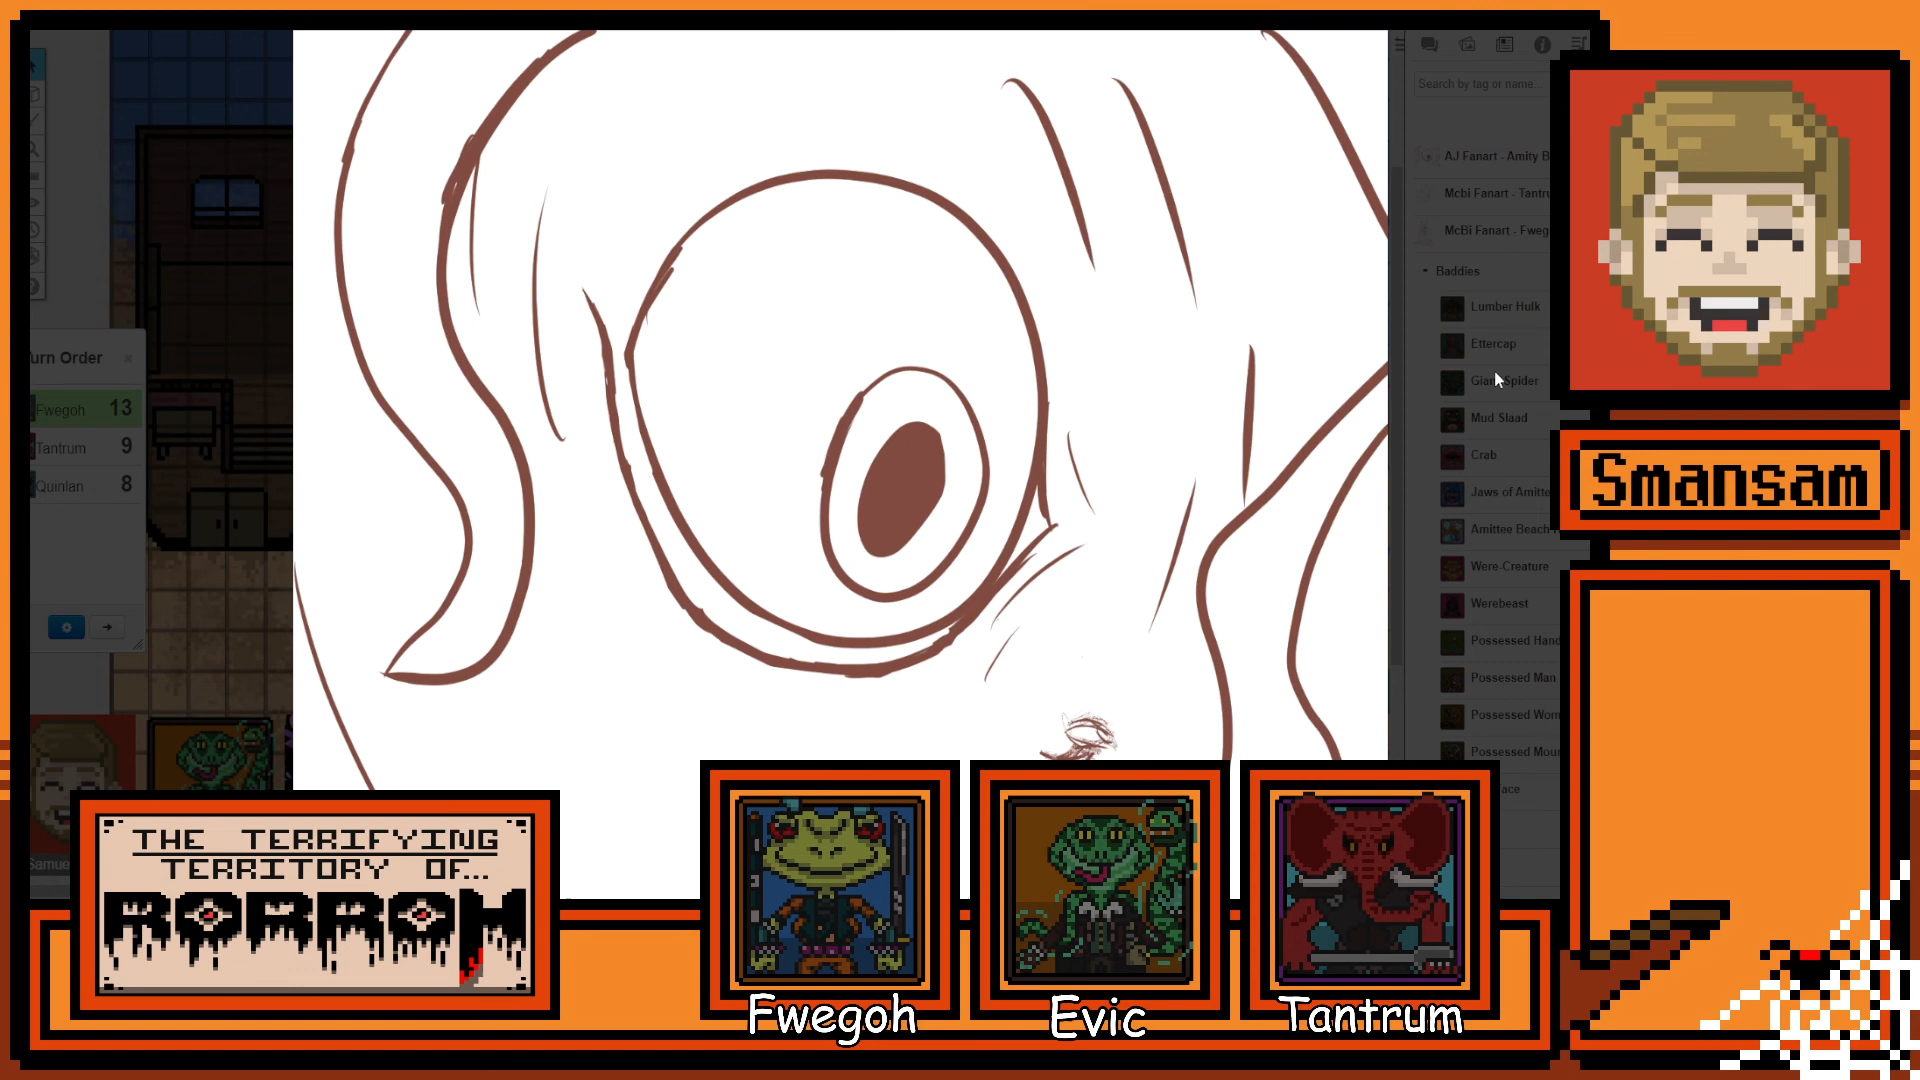 Search by tag or name...
AJ Fanart - Amity B
Mcbi Fanart - Tantru
McBi Fanart - Fweg
Baddies
Lumber Hulk
Ettercap
Giant Spider
Mud Slaad
Crab
Jaws of Amitte
Amittee Beach
Were-Creature
Werebeast
Possessed Hand
Possessed Man
Possessed Wom
Possessed Mou
urn Order
Fwegoh 13
Tantrum 9
Quinlan 8
Samue
Smansam
THE TERRIFYING
TERRITORY OF...
RORROH
Fwegoh
Evic
Tantrum